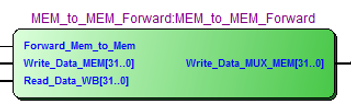 MEM_to_MEM_Forward:MEM_to_MEM_Forward
Forward_Mem_to_Mem
Write_Data_MEM[31..0] Write_Data_MUX_MEM[31..0]
Read_Data_WB[31..0]